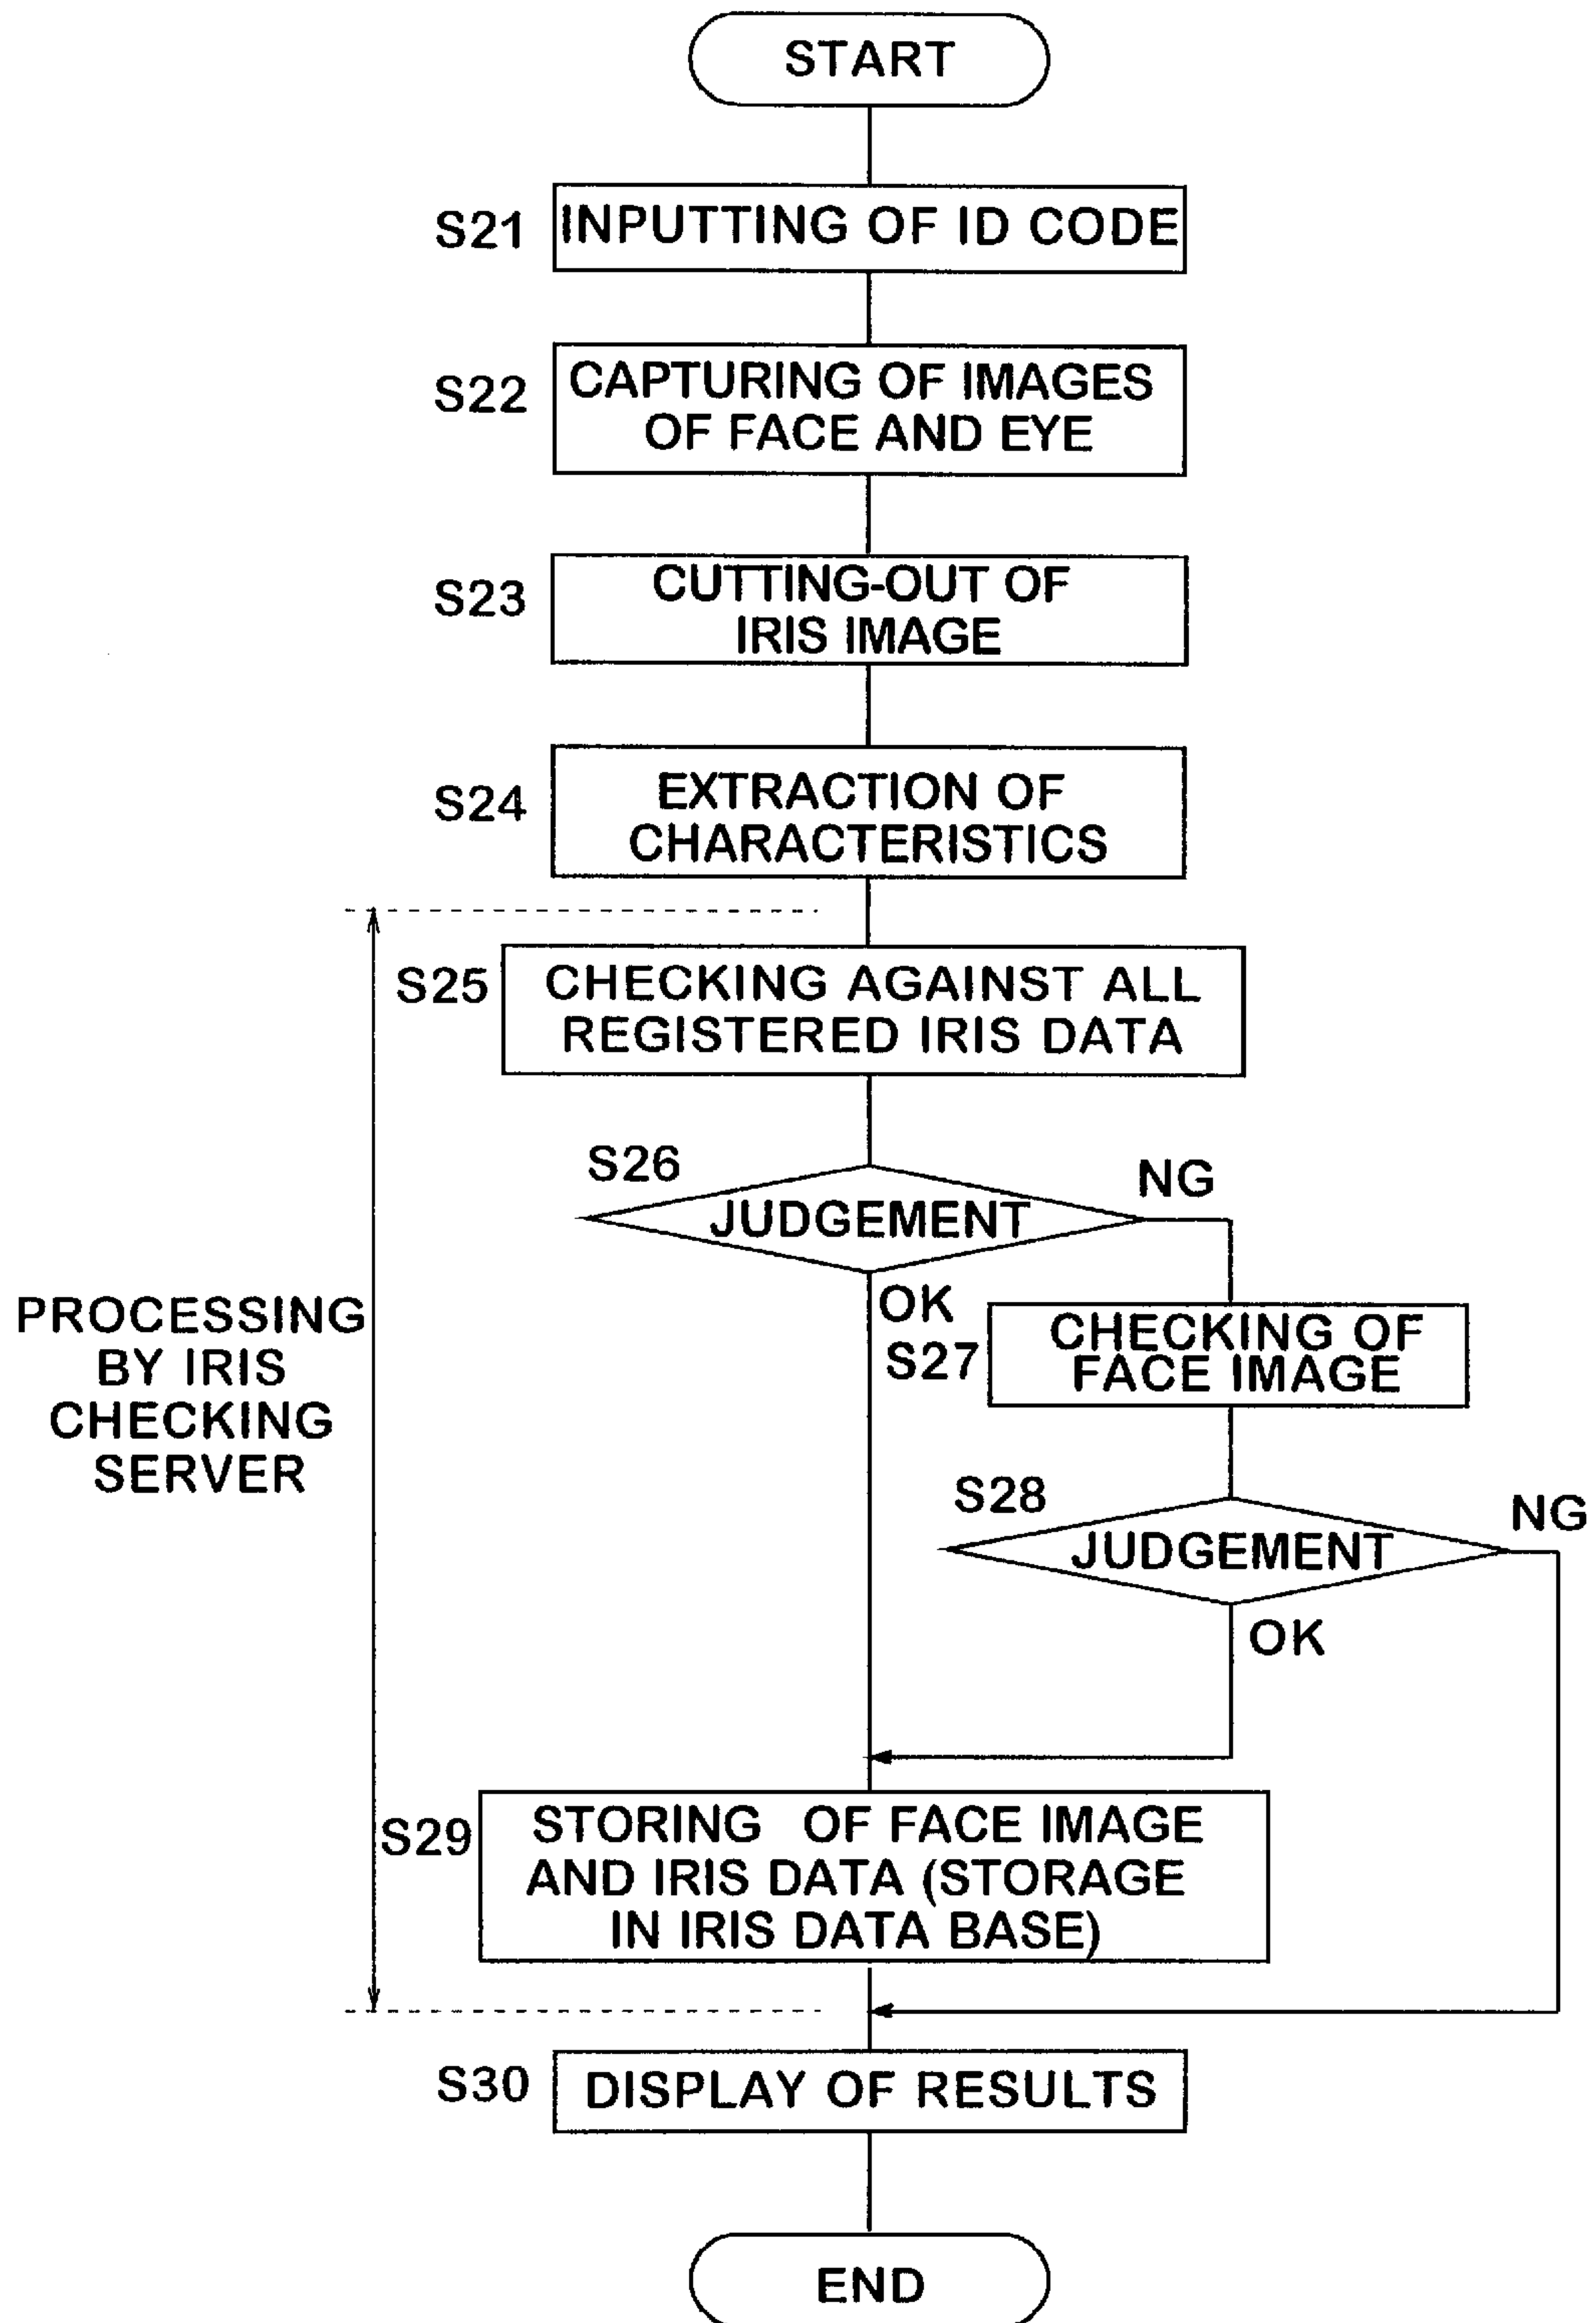 START
S21
INPUTTING OF ID CODE
S22
CAPTURING OF IMAGES
OF FACE AND EYE
S23
CUTTING-OUT OF
IRIS IMAGE
S24
EXTRACTION OF
CHARACTERISTICS
S25
CHECKING AGAINST ALL
REGISTERED IRIS DATA
S26
JUDGEMENT
NG
OK
PROCESSING
BY IRIS
CHECKING
SERVER
S27
CHECKING OF
FACE IMAGE
S28
JUDGEMENT
NG
OK
S29
STORING OF FACE IMAGE
AND IRIS DATA (STORAGE
IN IRIS DATA BASE)
S30
DISPLAY OF RESULTS
END